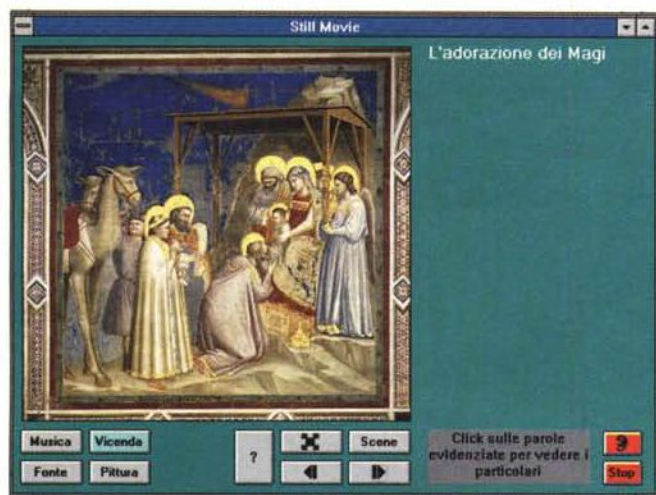 Still Movie
L'adorazione dei Magi
Musica
Vicenda
?
Scene
Click sulle parole
evidenziate per vedere i
particolari
?
Fonte
Pittura
Stop